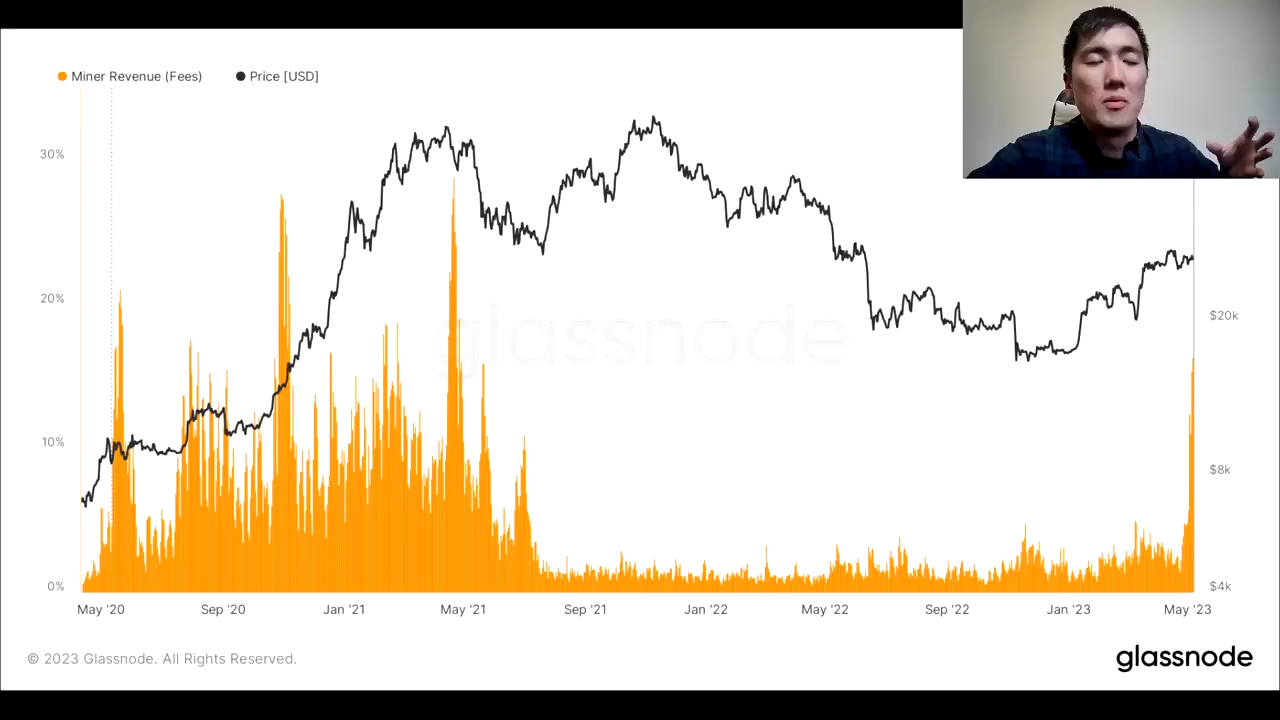 Miner Revenue (Fees) Price [USD]
30%
20%
10%
0%
$20k
$8k
$4k
glassnode
May '20 Sep '20 Jan '21 May '21 Sep '21 Jan '22 May '22 Sep '22 Jan '23 May '23
© 2023 Glassnode. All Rights Reserved.
glassnode